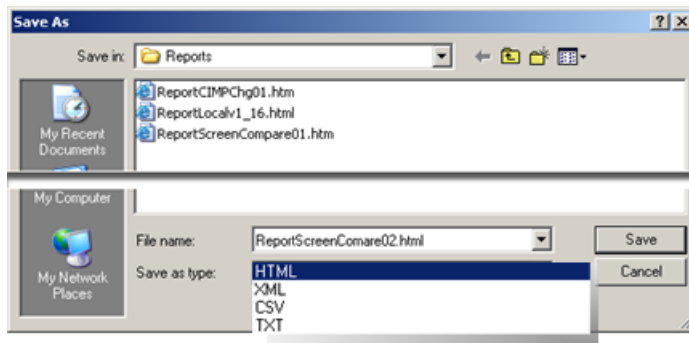 Save As
Save in:
Reports
ReportCIMPChg01.htm
ReportLocalv1_16.html
ReportScreenCompare01.htm
My Recent
Documents
My Computer
File name:
ReportScreenComare02.html
Save
Save as type:
HTML
Cancel
XML
CSV
TXT
My Network
Places